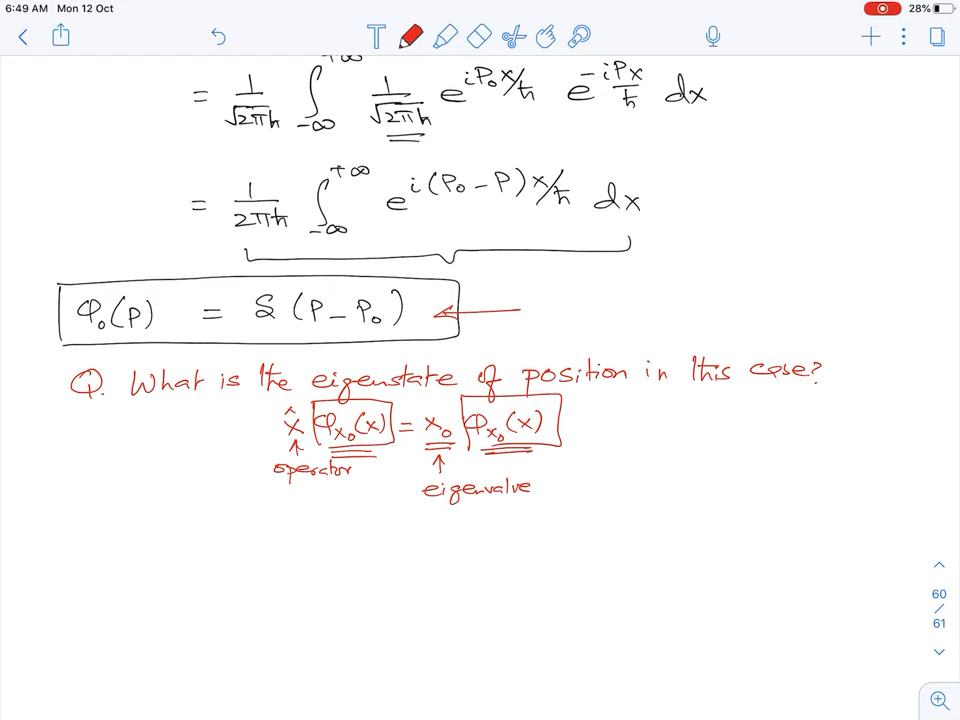 6:49 AM Mon 12 Oct
28%
+∞
= 1/√2πħ ∫ -∞ 1/√2πħ e^{iP₀x/ħ} e^{-iPx/ħ} dx
= 1/2πħ ∫_{-∞}^{+∞} e^{i(P₀-P)x/ħ} dx
φ₀(P) = δ(P-P₀)
Q. What is the eigenstate of position in this case?
x̂ φ_{x₀}(x) = x₀ φ_{x₀}(x)
operator
eigenvalve
60
/
61